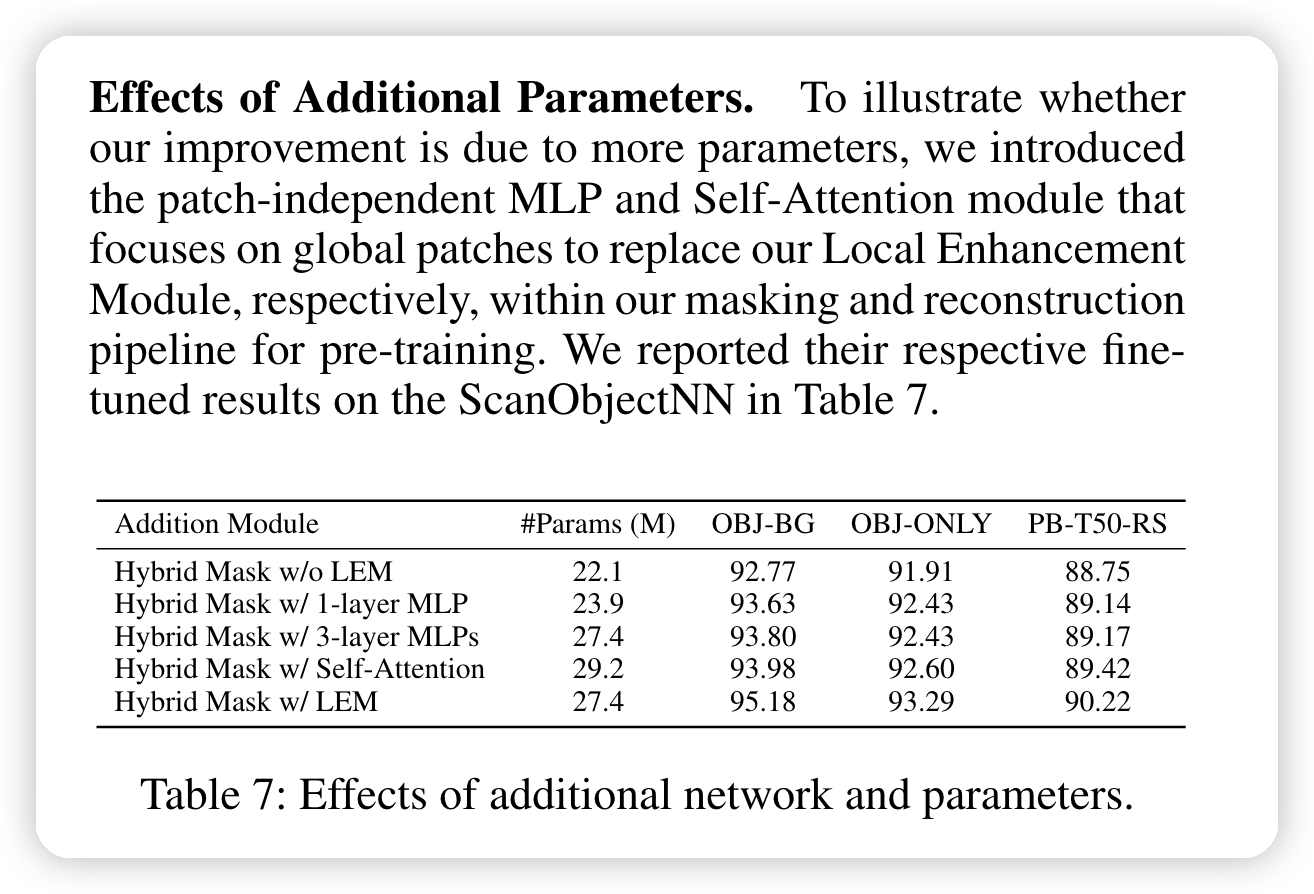 Effects of Additional Parameters. To illustrate whether
our improvement is due to more parameters, we introduced
the patch-independent MLP and Self-Attention module that
focuses on global patches to replace our Local Enhancement
Module, respectively, within our masking and reconstruction
pipeline for pre-training. We reported their respective fine-
tuned results on the ScanObjectNN in Table 7.
Addition Module #Params (M) OBJ-BG OBJ-ONLY PB-T50-RS
Hybrid Mask w/o LEM 22.1 92.77 91.91 88.75
Hybrid Mask w/ 1-layer MLP 23.9 93.63 92.43 89.14
Hybrid Mask w/ 3-layer MLPs 27.4 93.80 92.43 89.17
Hybrid Mask w/ Self-Attention 29.2 93.98 92.60 89.42
Hybrid Mask w/ LEM 27.4 95.18 93.29 90.22
Table 7: Effects of additional network and parameters.